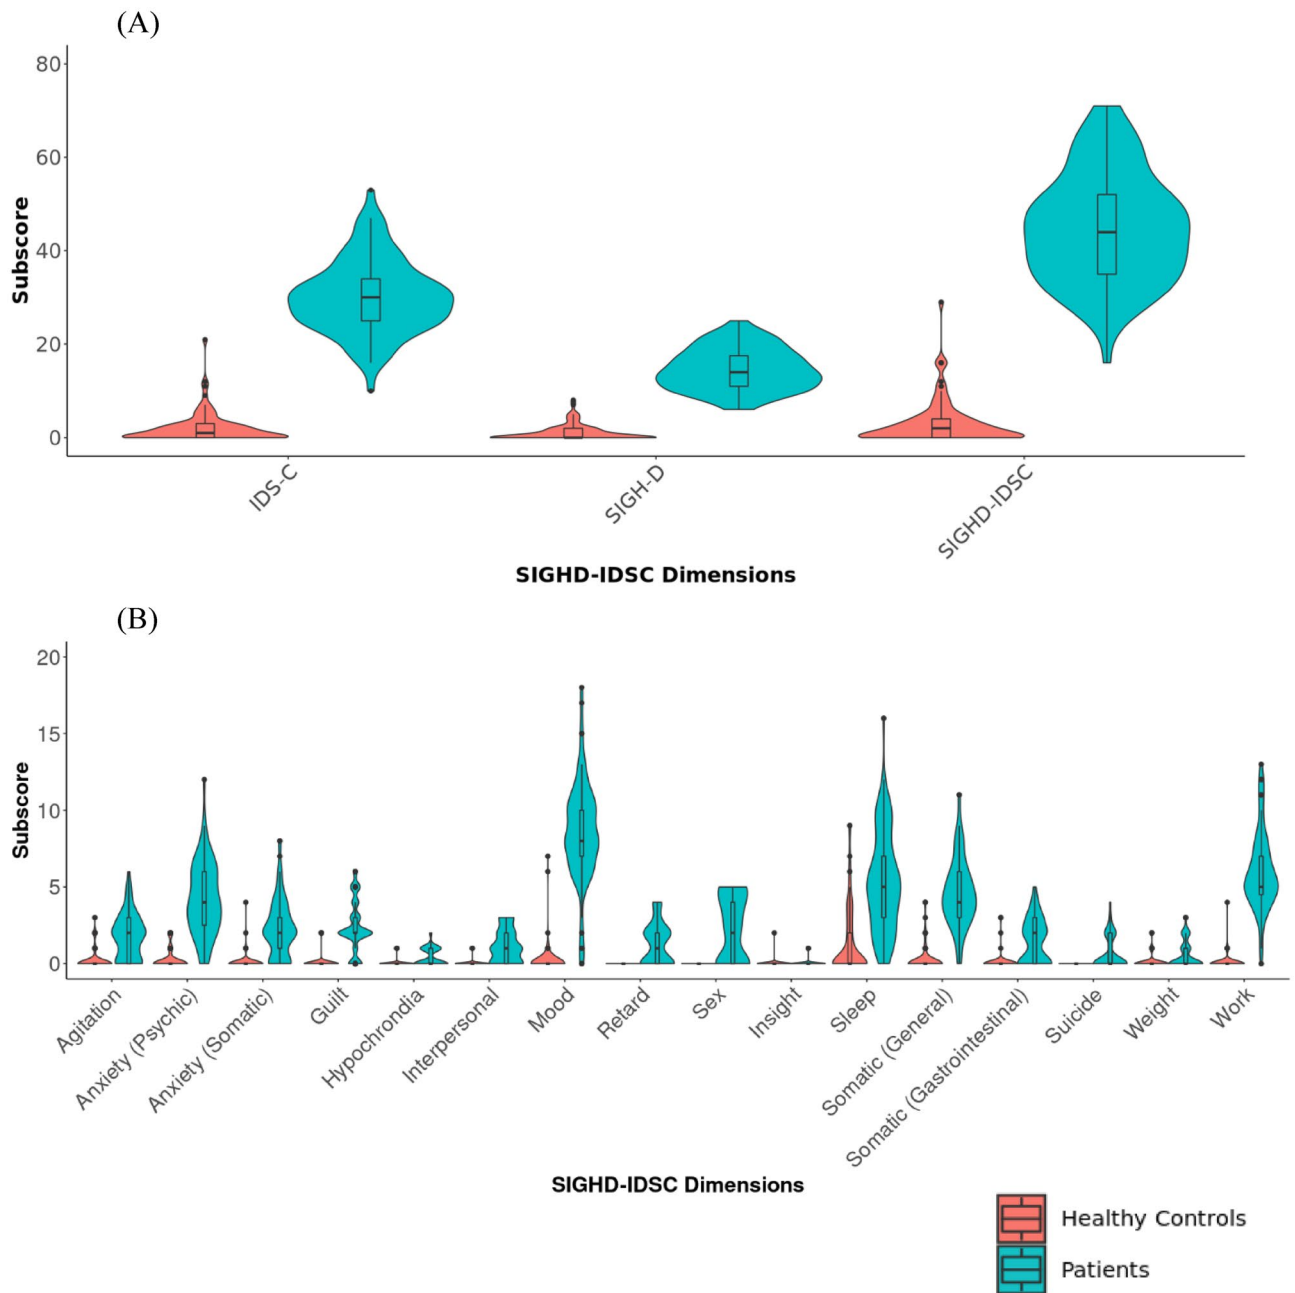 (A)
80
60
40
20
0
Subscore
IDS-C
SIGH-D
SIGHD-IDSC
SIGHD-IDSC Dimensions
(B)
20
15
10
5
0
Subscore
Agitation
Anxiety (Psychic)
Anxiety (Somatic)
Guilt
Hypochrondia
Interpersonal
Mood
Retard
Sex
Insight
Sleep
Somatic (General)
Somatic (Gastrointestinal)
Suicide
Weight
Work
SIGHD-IDSC Dimensions
Healthy Controls
Patients